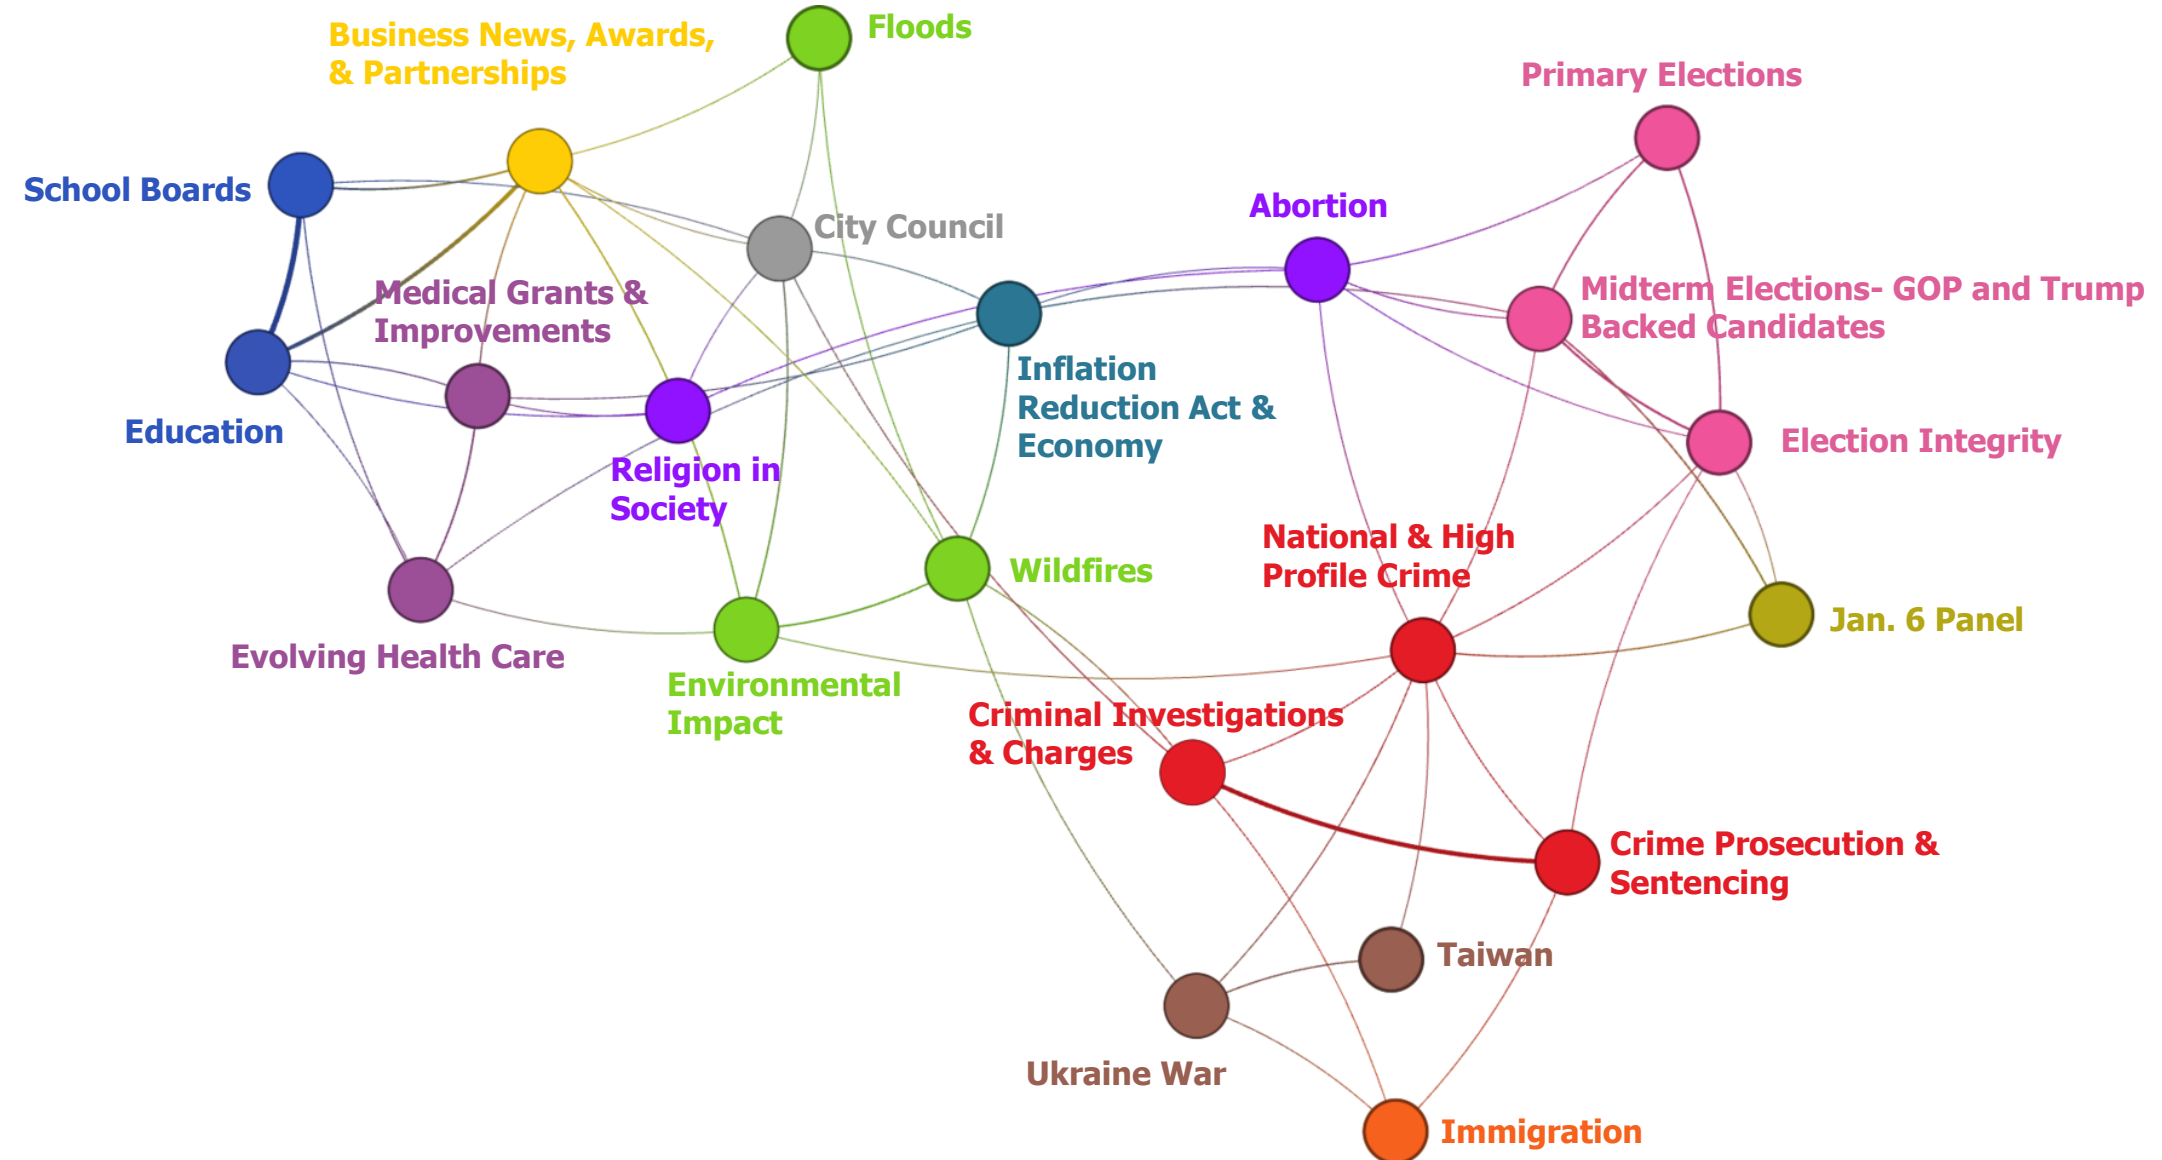 Business News, Awards,
& Partnerships
Floods
Primary Elections
School Boards
City Council
Abortion
Medical Grants &
Improvements
Midterm Elections- GOP and Trump
Backed Candidates
Inflation
Reduction Act &
Economy
Education
Election Integrity
Religion in
Society
National & High
Profile Crime
Wildfires
Jan. 6 Panel
Evolving Health Care
Environmental
Impact
Criminal Investigations
& Charges
Crime Prosecution &
Sentencing
Taiwan
Ukraine War
Immigration